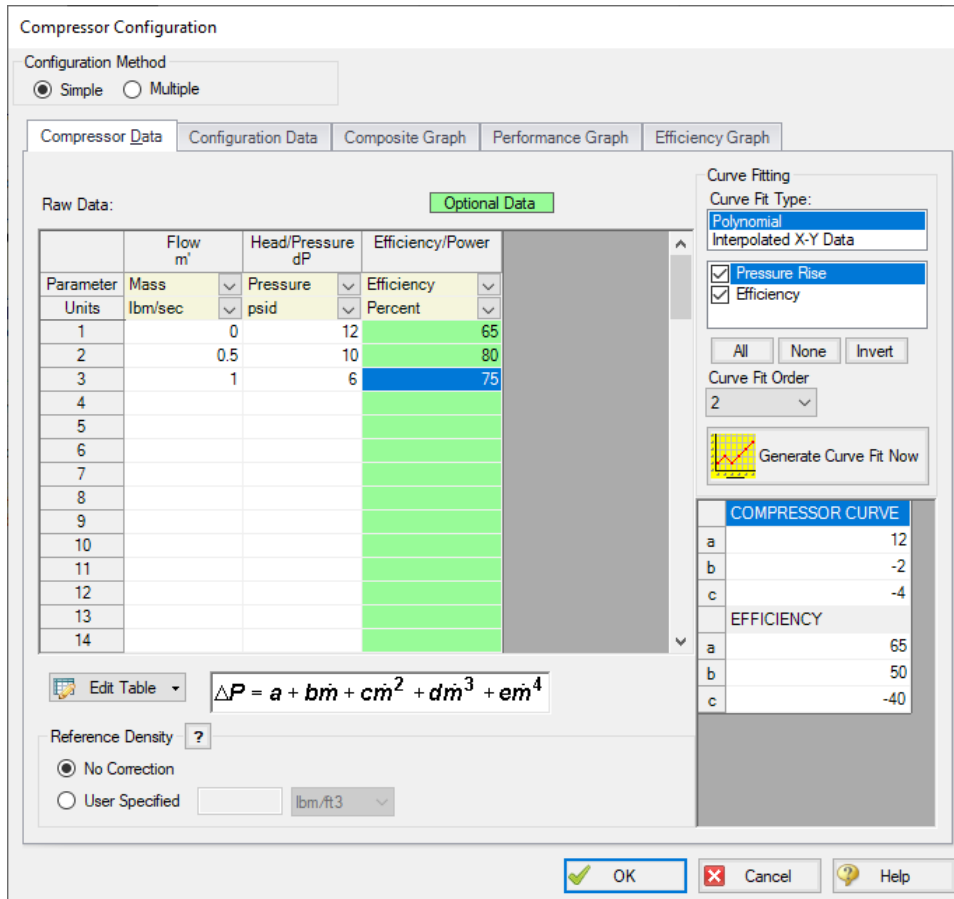 Compressor Configuration
Configuration Method
Simple Multiple
Compressor Data Configuration Data Composite Graph Performance Graph Efficiency Graph
Raw Data: Optional Data
Flow Head/Pressure Efficiency/Power
m' dP
Parameter Mass Pressure Efficiency
Units lbm/sec psid Percent
1 0 12 65
2 0.5 10 80
3 1 6 75
4
5
6
7
8
9
10
11
12
13
14
Edit Table
ΔP = a + bṁ + cṁ² + dṁ³ + eṁ⁴
Reference Density ?
No Correction
User Specified lbm/ft3
Curve Fitting
Curve Fit Type:
Polynomial
Interpolated X-Y Data
Pressure Rise
Efficiency
All None Invert
Curve Fit Order
2
Generate Curve Fit Now
COMPRESSOR CURVE
a 12
b -2
c -4
EFFICIENCY
a 65
b 50
c -40
OK Cancel Help